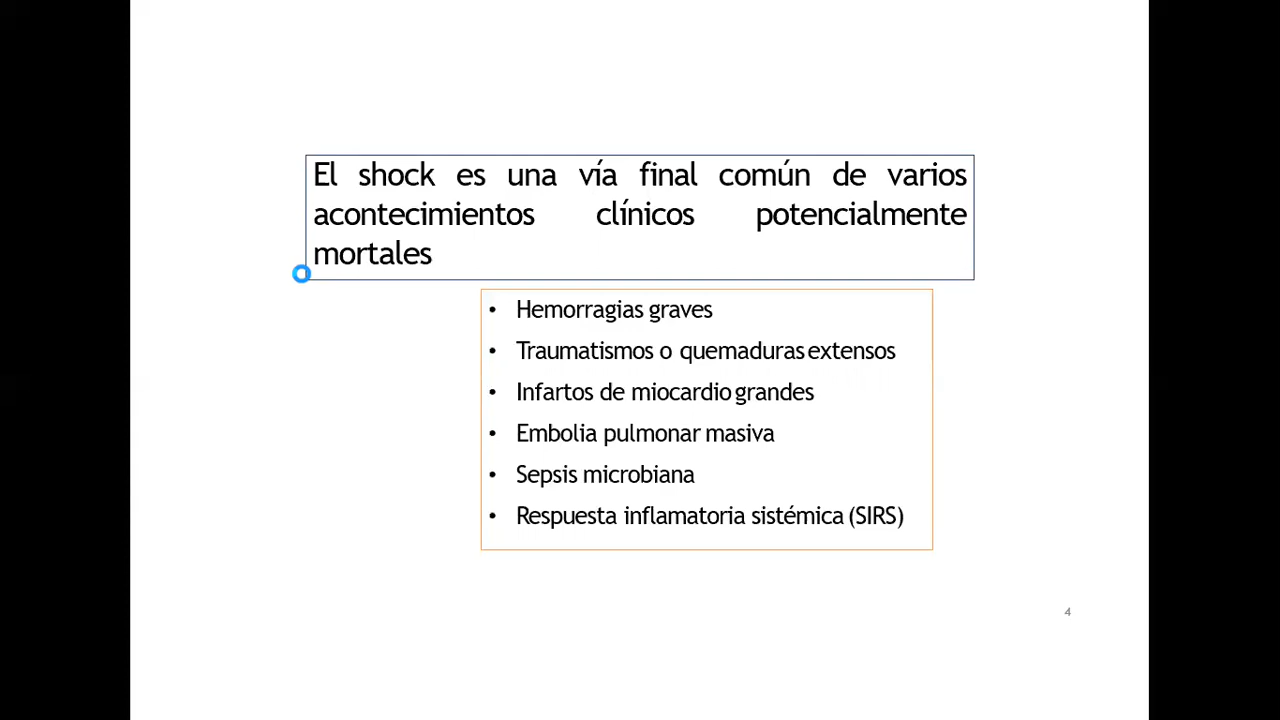 El shock es una vía final común de varios
acontecimientos clínicos potencialmente
mortales
• Hemorragias graves
• Traumatismos o quemaduras extensos
• Infartos de miocardio grandes
• Embolia pulmonar masiva
• Sepsis microbiana
• Respuesta inflamatoria sistémica (SIRS)
4